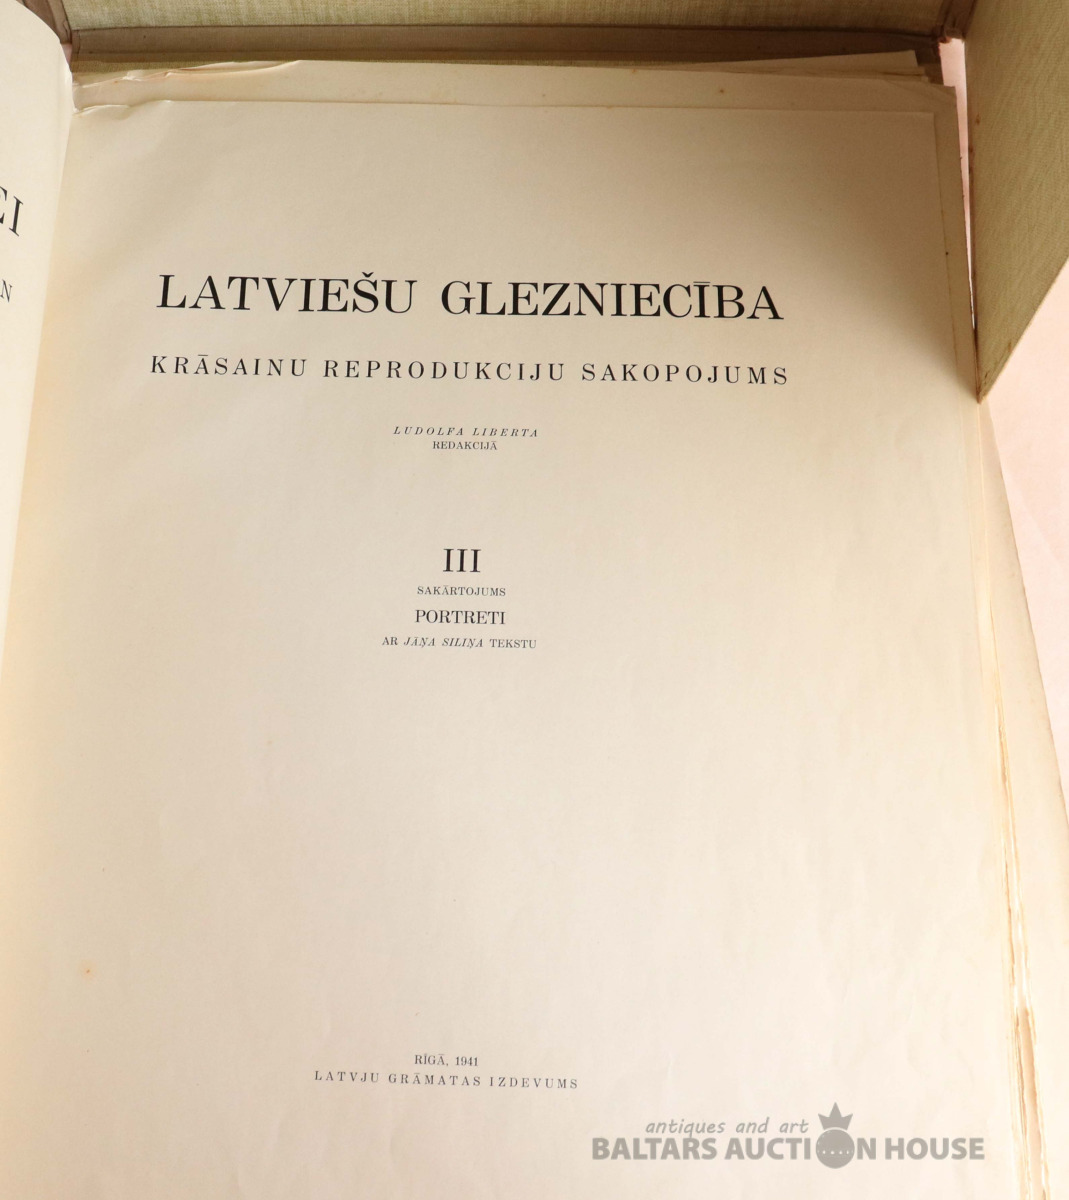 LATVIEŠU GLEZNIECĪBA
KRĀSAINU REPRODUKCIJU SAKOPOJUMS
LUDOLFA LIBERTA
REDAKCIJĀ
III
SAKĀRTOJUMS
PORTRETI
AR JĀŅA SILIŅA TEKSTU
RĪGĀ, 1941
LATVJU GRĀMATAS IZDEVUMS
antiques and art
BALTARS AUCTION HOUSE